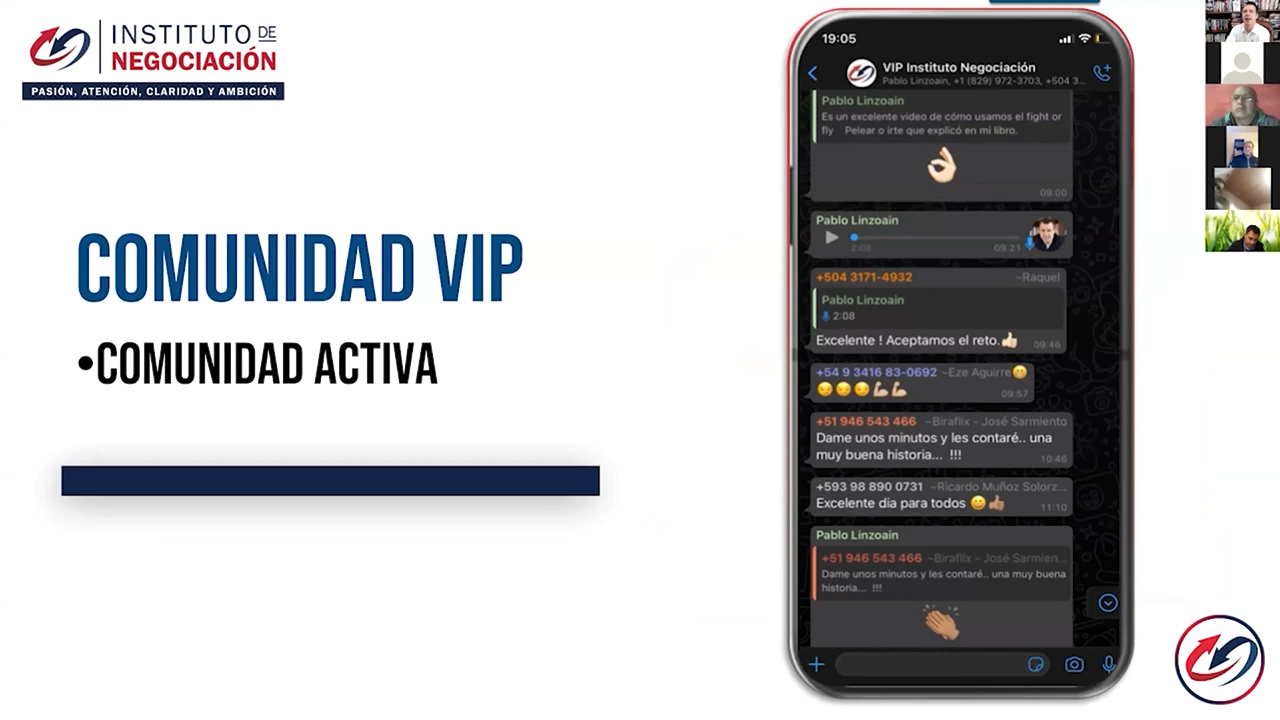 INSTITUTO DE
NEGOCIACIÓN
PASIÓN, ATENCIÓN, CLARIDAD Y AMBICIÓN
COMUNIDAD VIP
•COMUNIDAD ACTIVA
19:05
VIP Instituto Negociación
Pablo Linzoain, +1 (829) 972-3703, +504 3...
Pablo Linzoain
Es un excelente video de cómo usamos el fight or
fly Pelear o irte que explicó en mi libro.
👌🏻
09:00
Pablo Linzoain
2:08 09:21
+504 3171-4932 ~Raquel
Pablo Linzoain
2:08
Excelente ! Aceptamos el reto.👍🏻
09:46
+54 9 3416 83-0692 ~Eze Aguirre🤭
😏😏😏💪🏼💪🏼 09:57
+51 946 543 466 ~Biraflix - José Sarmiento
Dame unos minutos y les contaré.. una
muy buena historia... !!!
10:46
+593 98 890 0731 ~Ricardo Muñoz Solorz...
Excelente dia para todos 😄👍🏽 11:10
Pablo Linzoain
+51 946 543 466 ~Biraflix - José Sarmien...
Dame unos minutos y les contaré.. una muy buena
historia... !!!
👏🏼